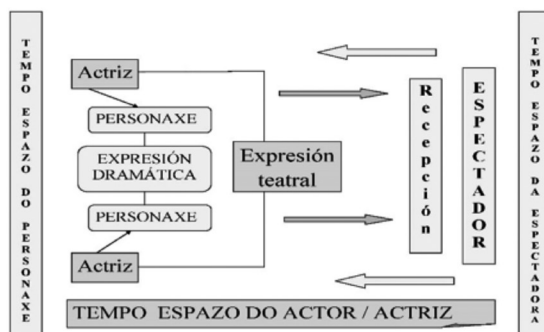 TEMPO ESPAZO DO PERSONAXE
Actriz
PERSONAXE
EXPRESIÓN
DRAMÁTICA
PERSONAXE
Actriz
Expresión
teatral
Recepción
ESPECTADOR
TEMPO ESPAZO DA ESPECTADORA
TEMPO ESPAZO DO ACTOR / ACTRIZ